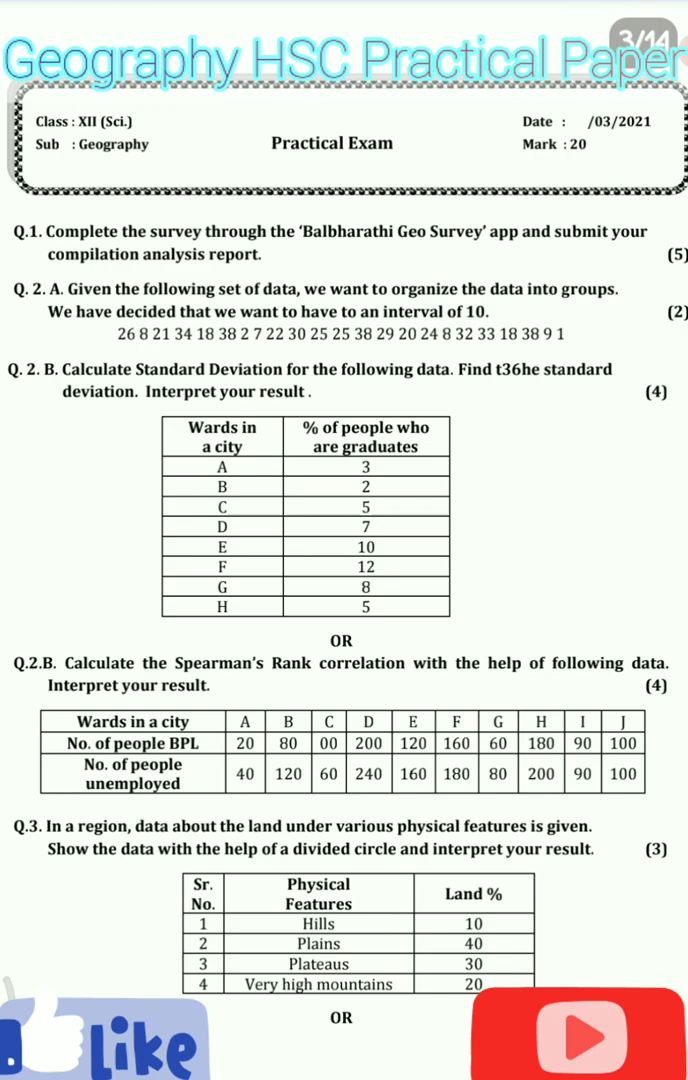 3/14
Geography HSC Practical Paper
Class : XII (Sci.) Date : /03/2021
Sub : Geography Practical Exam Mark : 20
Q.1. Complete the survey through the ‘Balbharathi Geo Survey’ app and submit your
compilation analysis report. (5)
Q. 2. A. Given the following set of data, we want to organize the data into groups.
We have decided that we want to have to an interval of 10. (2)
26 8 21 34 18 38 2 7 22 30 25 25 38 29 20 24 8 32 33 18 38 9 1
Q. 2. B. Calculate Standard Deviation for the following data. Find t36he standard
deviation. Interpret your result . (4)
Wards in % of people who
a city are graduates
A 3
B 2
C 5
D 7
E 10
F 12
G 8
H 5
OR
Q.2.B. Calculate the Spearman’s Rank correlation with the help of following data.
Interpret your result. (4)
Wards in a city A B C D E F G H I J
No. of people BPL 20 80 00 200 120 160 60 180 90 100
No. of people
unemployed 40 120 60 240 160 180 80 200 90 100
Q.3. In a region, data about the land under various physical features is given.
Show the data with the help of a divided circle and interpret your result. (3)
Sr. Physical Land %
No. Features
1 Hills 10
2 Plains 40
3 Plateaus 30
4 Very high mountains 20
OR
Like